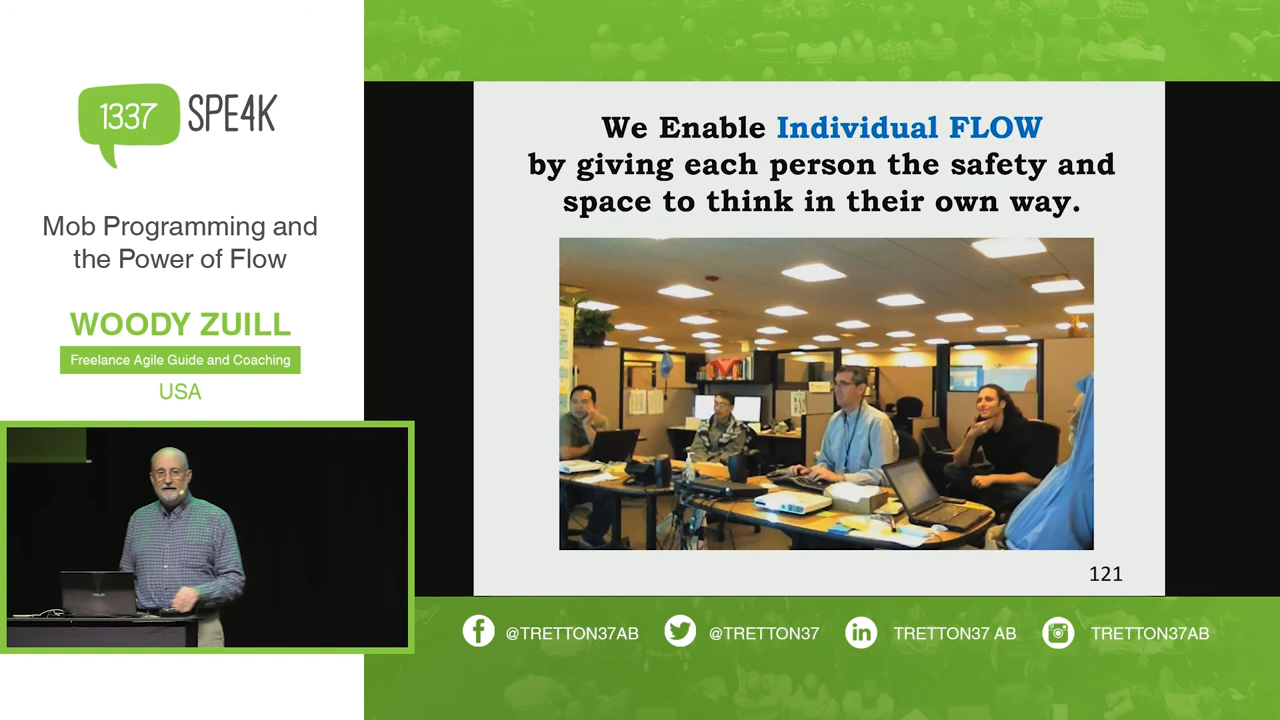 1337 SPE4K
Mob Programming and
the Power of Flow
WOODY ZUILL
Freelance Agile Guide and Coaching
USA
We Enable Individual FLOW
by giving each person the safety and
space to think in their own way.
121
@TRETTON37AB
@TRETTON37
TRETTON37 AB
TRETTON37AB